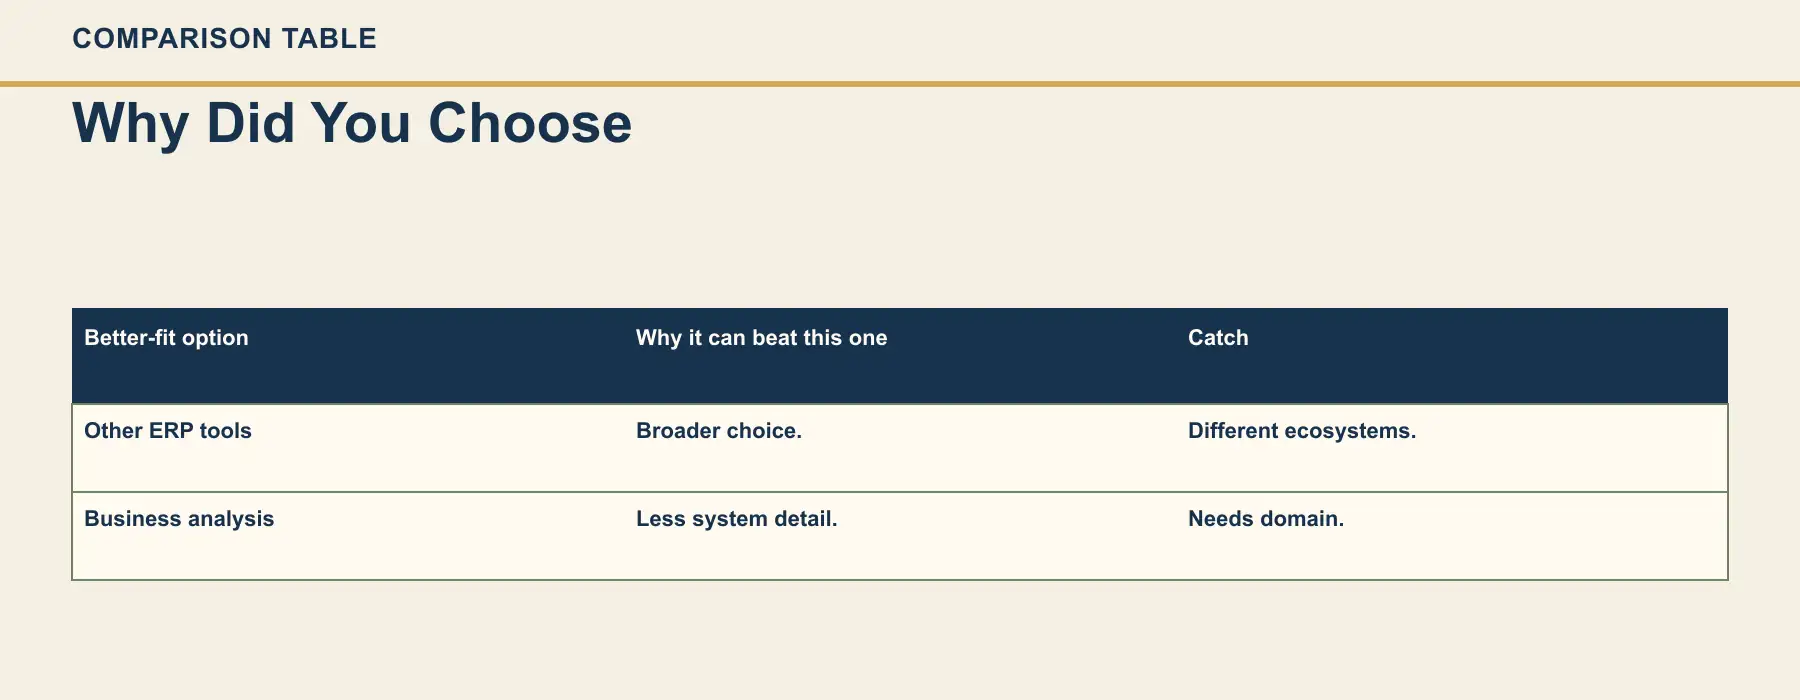 COMPARISON TABLE
Why Did You Choose
Better-fit option Why it can beat this one Catch
Other ERP tools Broader choice. Different ecosystems.
Business analysis Less system detail. Needs domain.